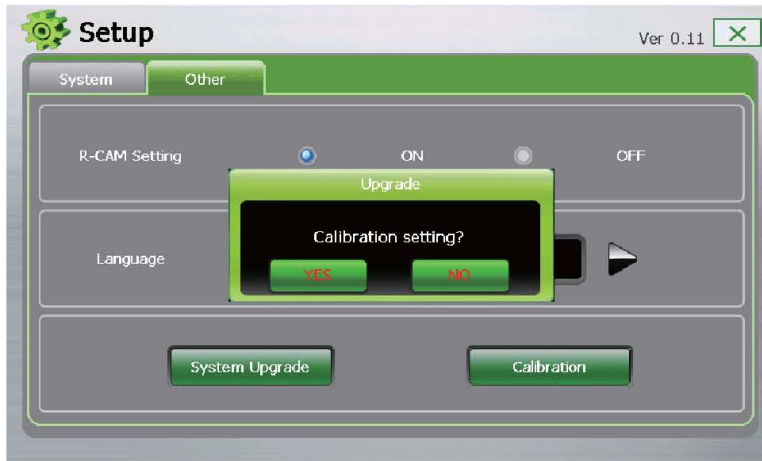 Setup
Ver 0.11
System Other
R-CAM Setting ON OFF
Upgrade
Calibration setting?
YES NO
Language
System Upgrade Calibration